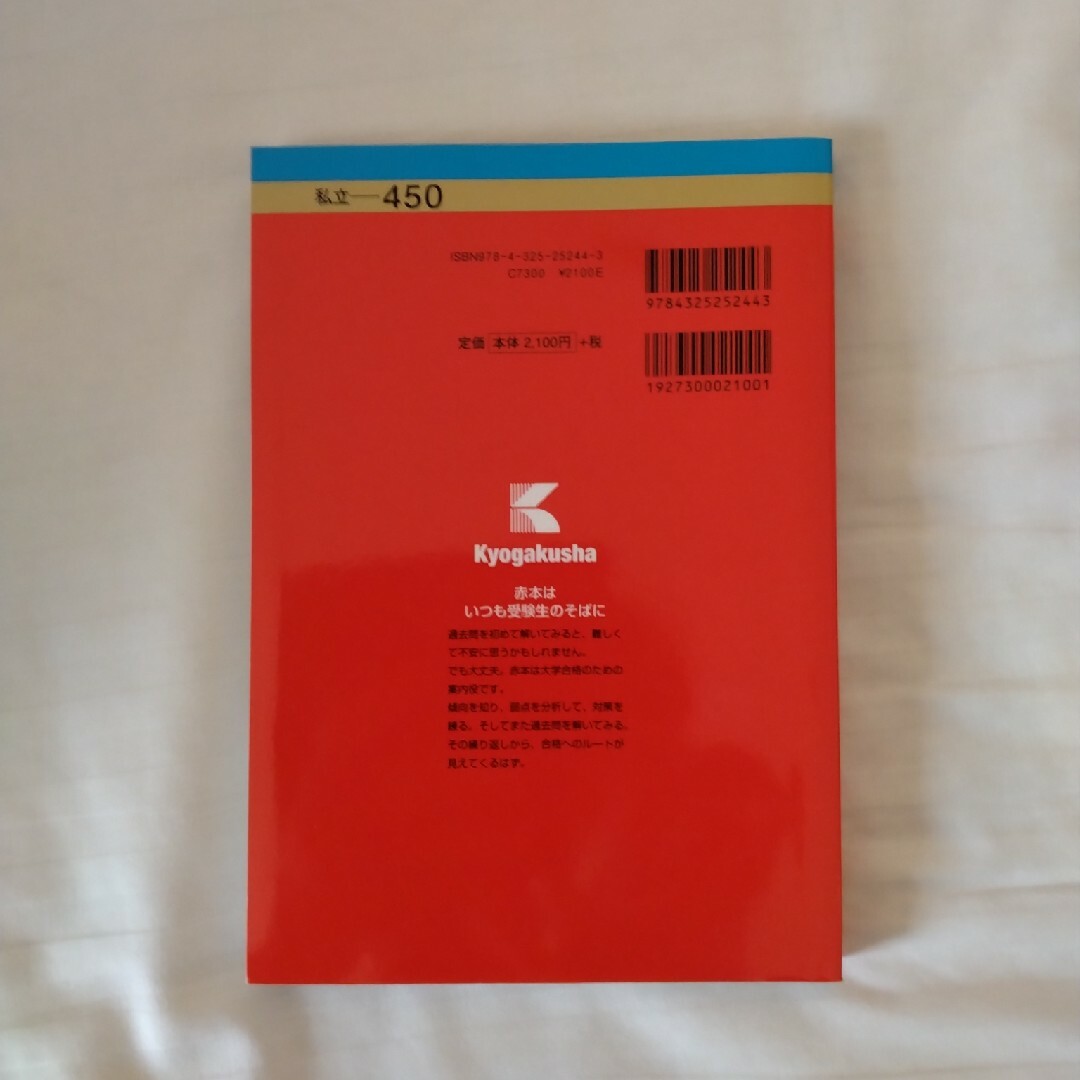 私立—450
ISBN978-4-325-25244-3
C7300 ¥2100E
9784325252443
定価 本体 2,100円 +税
1927300021001
Kyogakusha
赤本は
いつも受験生のそばに
過去問を初めて解いてみると、難しく
て不安に思うかもしれません。
でも大丈夫。赤本は大学合格のための
案内役です。
傾向を知り、弱点を分析して、対策を
練る。そしてまた過去問を解いてみる。
その繰り返しから、合格へのルートが
見えてくるはず。